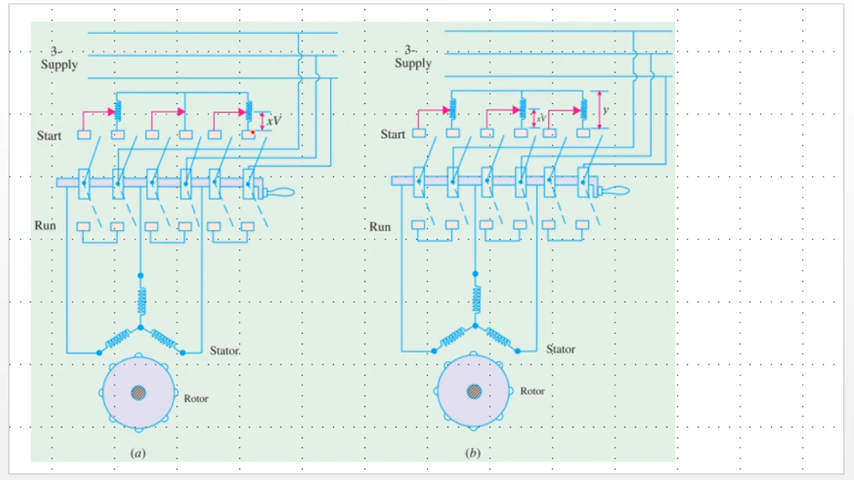 3-
Supply
xV
Start
Run
Stator
Rotor
(a)
3-
Supply
y
xV
Start
Run
Stator
Rotor
(b)